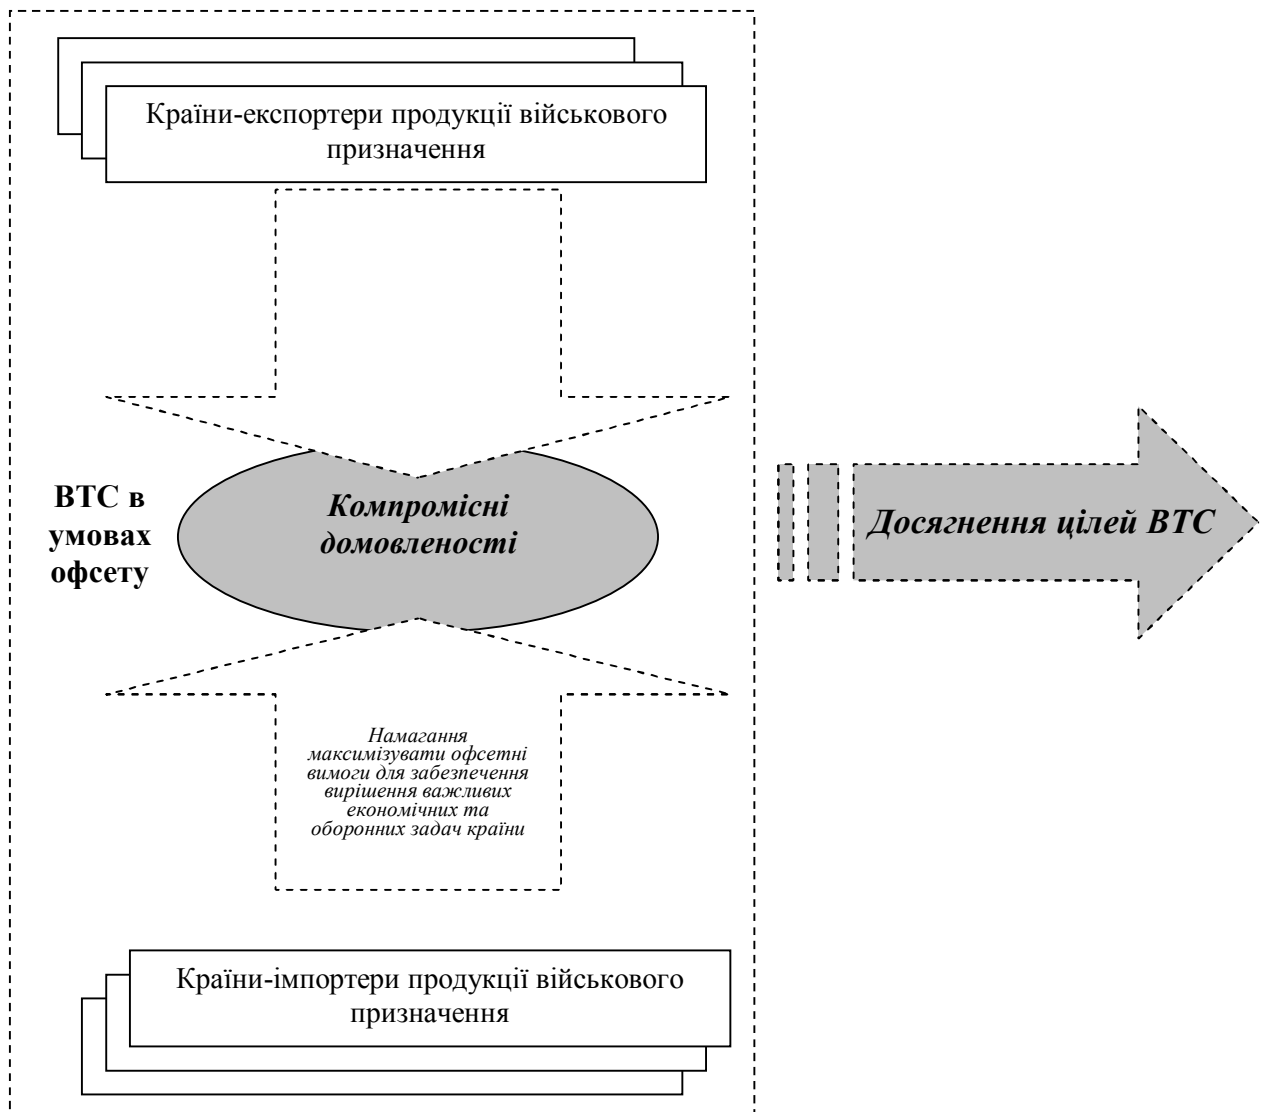 Країни-експортери продукції військового
призначення
ВТС в
умовах
офсету
Компромісні
домовленості
Досягнення цілей ВТС
Намагання
максимізувати офсетні
вимоги для забезпечення
вирішення важливих
економічних та
оборонних задач країни
Країни-імпортери продукції військового
призначення